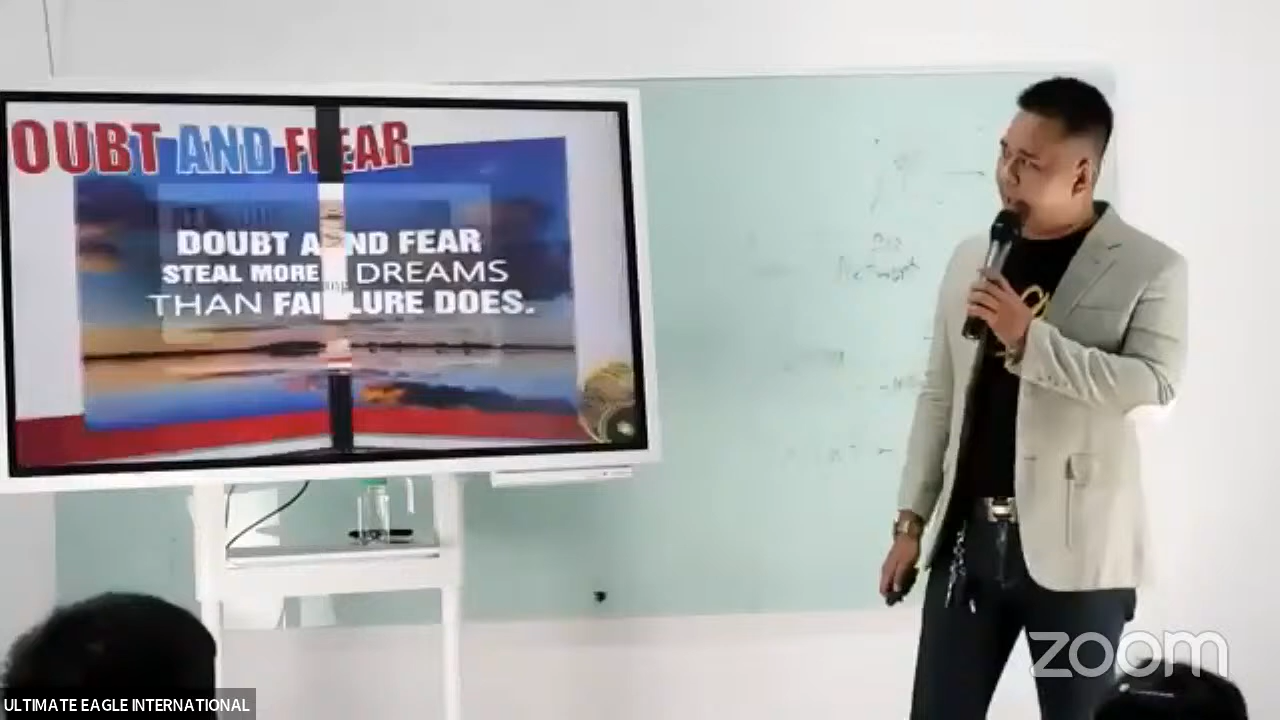 OUBT AND FEAR
DOUBT AND FEAR
STEAL MORE DREAMS
THAN FAILURE DOES.
zoom
ULTIMATE EAGLE INTERNATIONAL